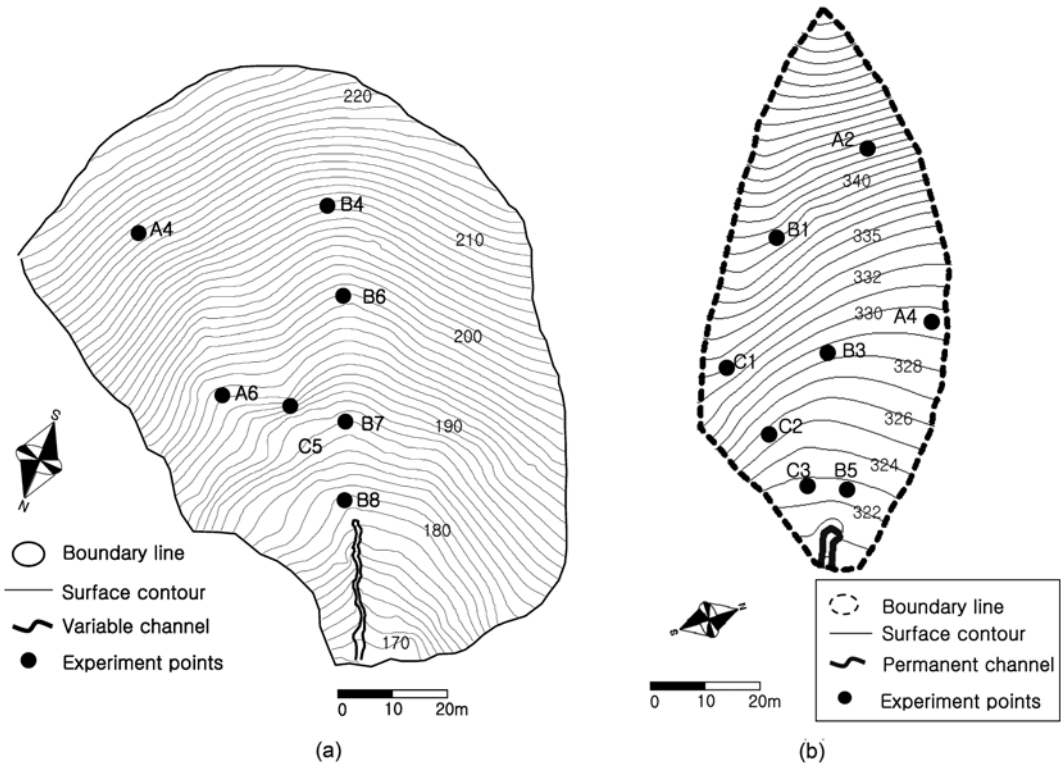 220
B4
A4
210
B6
200
A6
C5
B7
190
B8
180
170
S
N
Boundary line
Surface contour
Variable channel
Experiment points
0 10 20m
(a)
A2
340
B1
335
332
330
A4
B3
C1
328
326
C2
324
C3
B5
322
N
S
0 10 20m
Boundary line
Surface contour
Permanent channel
Experiment points
(b)